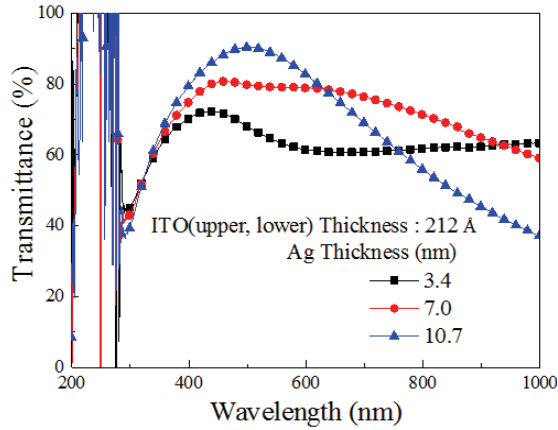 100
80
60
40
20
0
Transmittance (%)
ITO(upper, lower) Thickness : 212 Å
Ag Thickness (nm)
3.4
7.0
10.7
200 400 600 800 1000
Wavelength (nm)